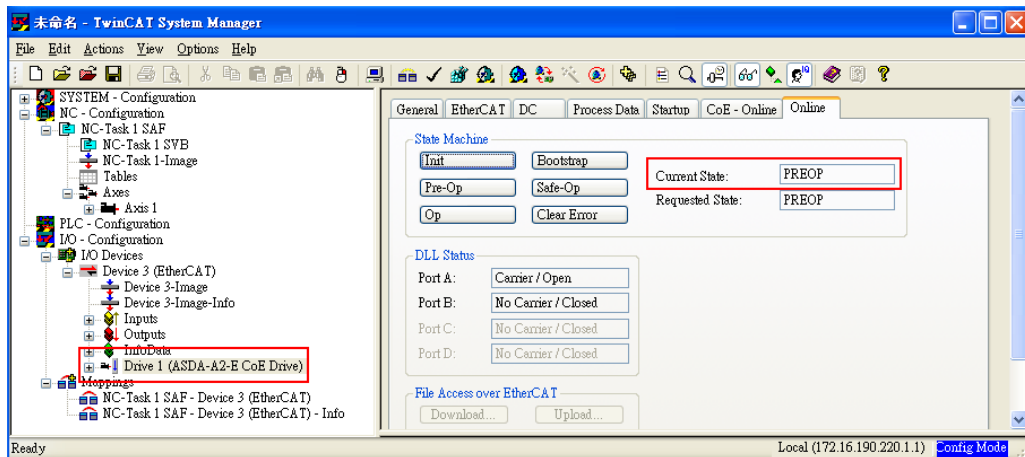 未命名 - TwinCAT System Manager
File Edit Actions View Options Help
SYSTEM - Configuration
NC - Configuration
NC-Task 1 SAF
NC-Task 1 SVB
NC-Task 1-Image
Tables
Axes
Axis 1
PLC - Configuration
I/O - Configuration
I/O Devices
Device 3 (EtherCAT)
Device 3-Image
Device 3-Image-Info
Inputs
Outputs
InfoData
Drive 1 (ASDA-A2-E CoE Drive)
Mappings
NC-Task 1 SAF - Device 3 (EtherCAT)
NC-Task 1 SAF - Device 3 (EtherCAT) - Info
General EtherCAT DC Process Data Startup CoE - Online Online
State Machine
Init Bootstrap
Pre-Op Safe-Op
Op Clear Error
Current State: PREOP
Requested State: PREOP
DLL Status
Port A: Carrier / Open
Port B: No Carrier / Closed
Port C: No Carrier / Closed
Port D: No Carrier / Closed
File Access over EtherCAT
Download... Upload...
Ready Local (172.16.190.220.1.1) Config Mode